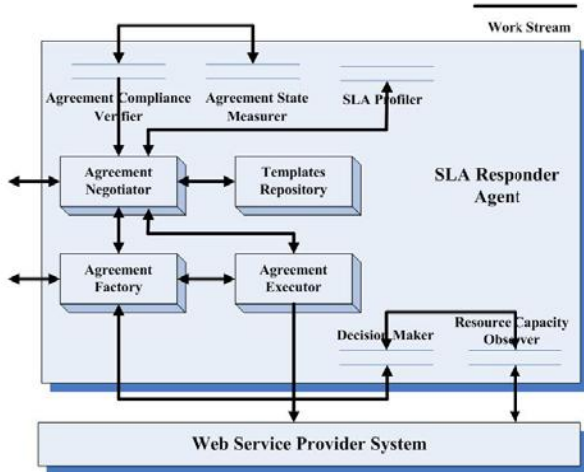 Work Stream
Agreement Compliance
Verifier
Agreement State
Measurer
SLA Profiler
Agreement
Negotiator
Templates
Repository
SLA Responder
Agent
Agreement
Factory
Agreement
Executor
Decision Maker
Resource Capacity
Observer
Web Service Provider System